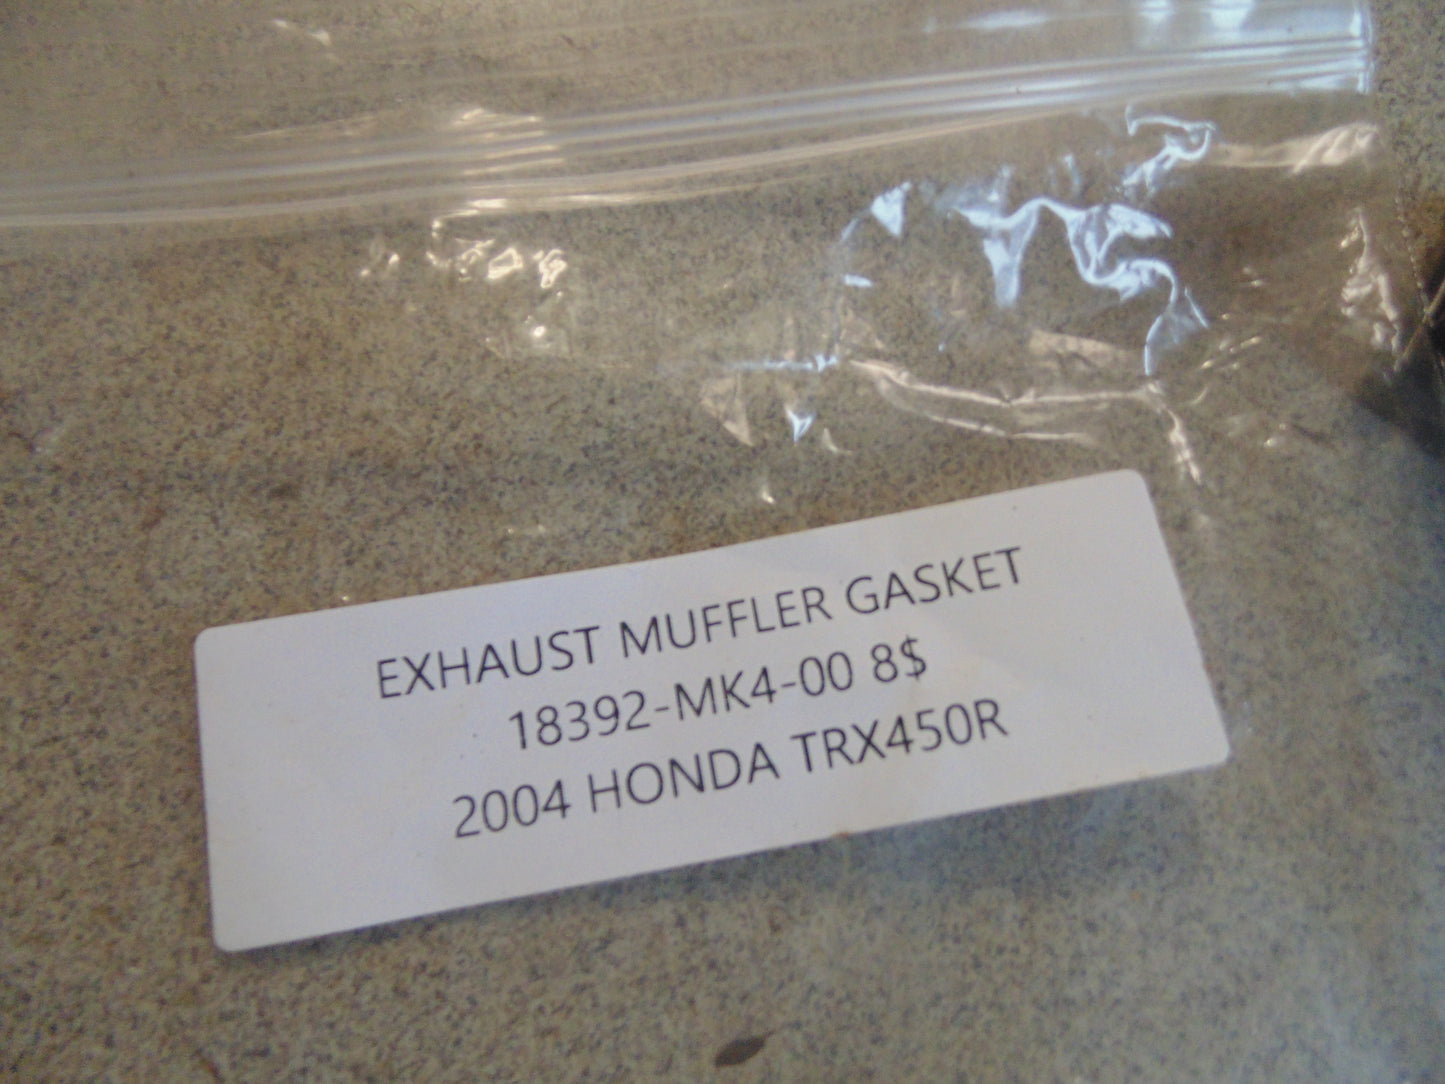 EXHAUST MUFFLER GASKET
18392-MK4-00 8$
2004 HONDA TRX450R